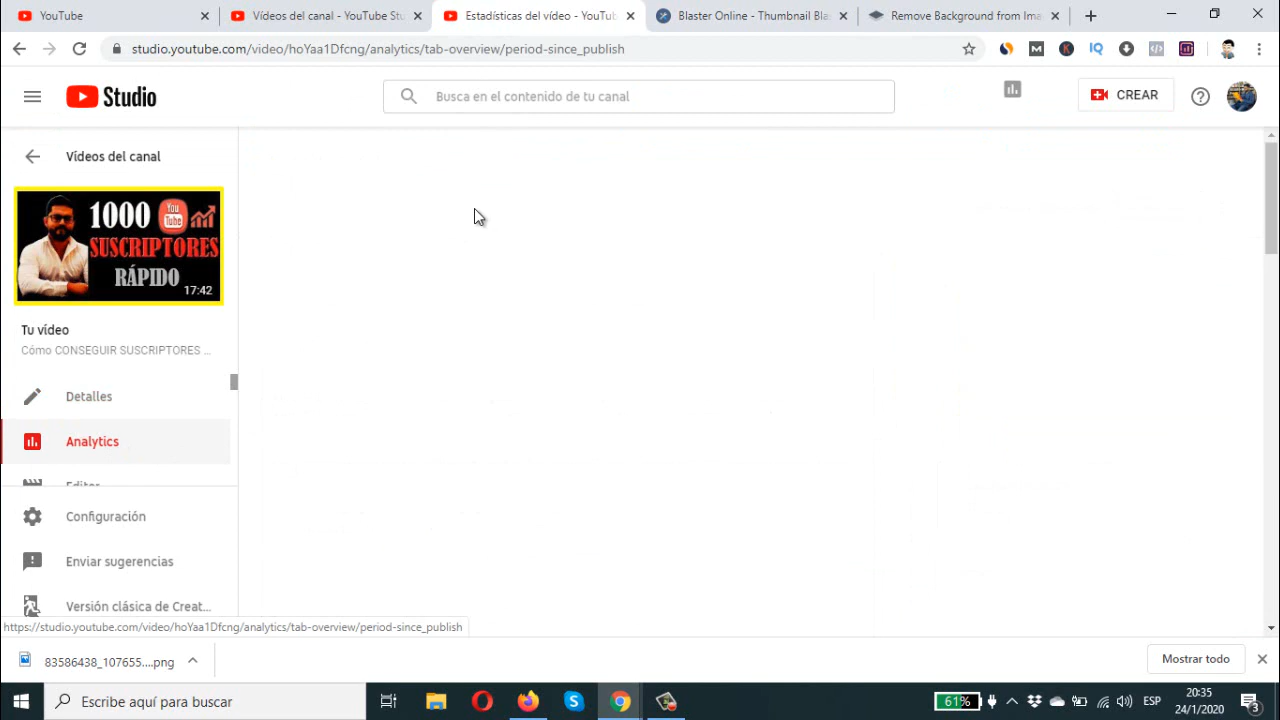 YouTube
Vídeos del canal - YouTube S
Estadísticas del vídeo - YouTub
Blaster Online - Thumbnail Bla
Remove Background from Ima
studio.youtube.com/video/hoYaa1Dfcng/analytics/tab-overview/period-since_publish
Studio
Busca en el contenido de tu canal
CREAR
Vídeos del canal
1000
You Tube
SUSCRIPTORES
RÁPIDO
17:42
Tu vídeo
Cómo CONSEGUIR SUSCRIPTORES ...
Detalles
Analytics
Editor
Configuración
Enviar sugerencias
Versión clásica de Creat...
https://studio.youtube.com/video/hoYaa1Dfcng/analytics/tab-overview/period-since_publish
83586438_107655....png
Mostrar todo
Escribe aquí para buscar
61%
ESP
20:35
24/1/2020
3